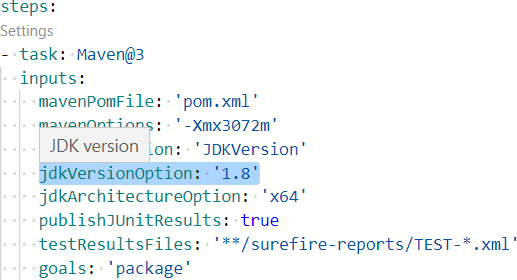 steps:
Settings
- task: Maven@3
inputs:
mavenPomFile: 'pom.xml'
mavenOptions: '-Xmx3072m'
JDK version
ion: 'JDKVersion'
jdkVersionOption: '1.8'
jdkArchitectureOption: 'x64'
publishJUnitResults: true
testResultsFiles: '**/surefire-reports/TEST-*.xml'
goals: 'package'